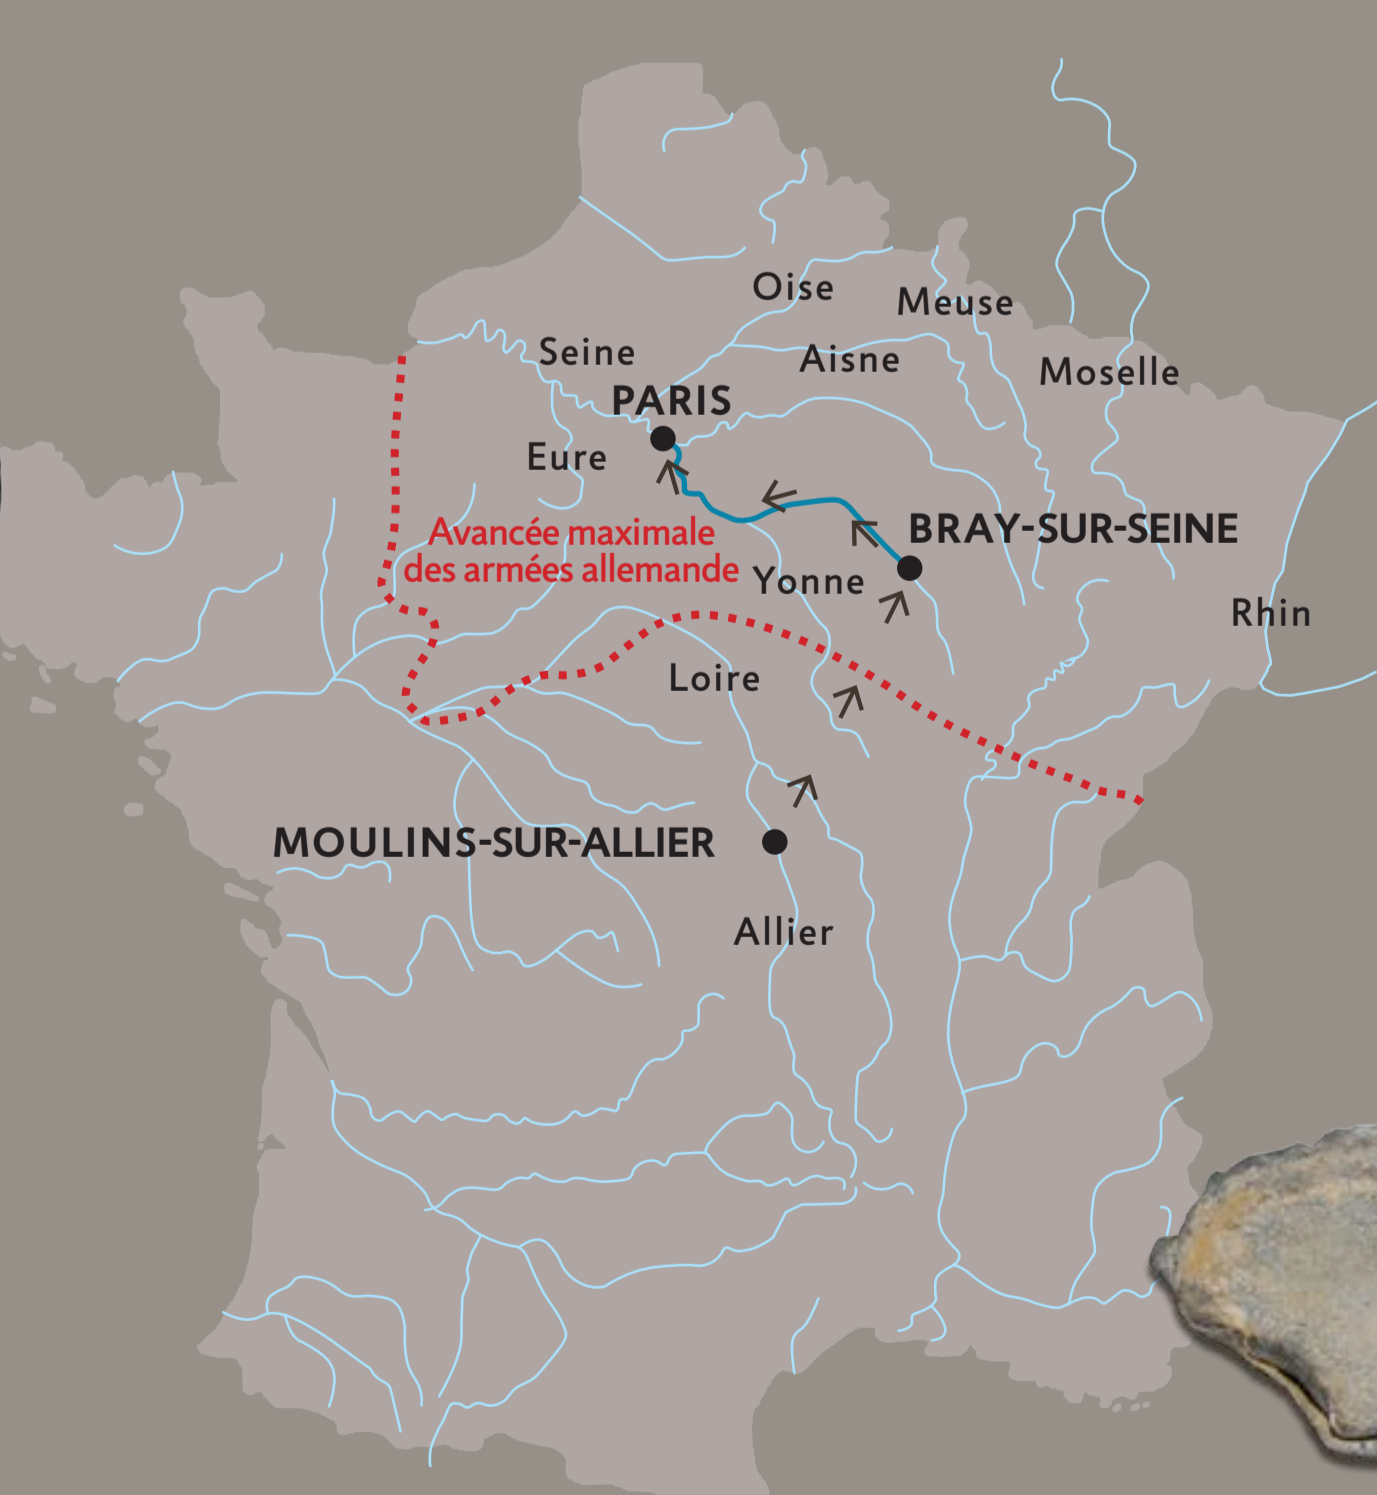 Oise
Meuse
Seine
Aisne
Moselle
PARIS
Eure
BRAY-SUR-SEINE
Avancée maximale
des armées allemande
Yonne
Rhin
Loire
MOULINS-SUR-ALLIER
Allier